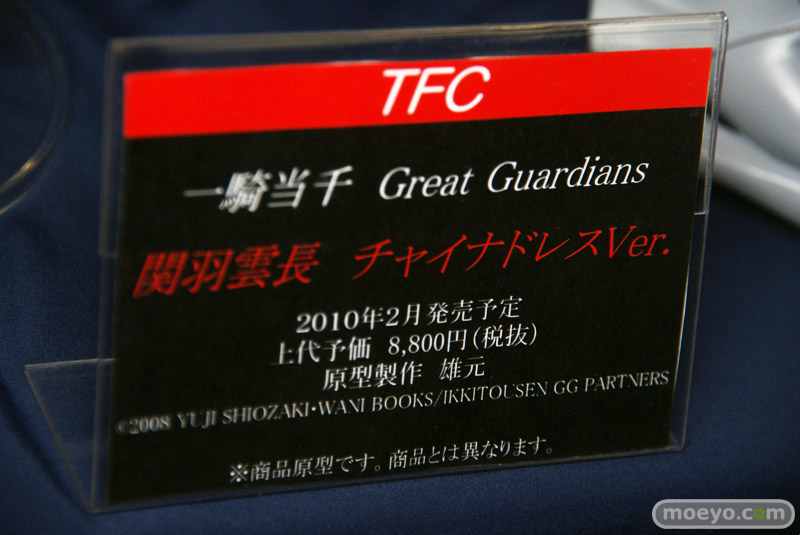 TFC
一騎当千 Great Guardians
関羽雲長 チャイナドレスVer.
2010年2月発売予定
上代予価 8,800円(税抜)
原型製作 雄元
©2008 YUJI SHIOZAKI・WANI BOOKS/IKKITOUSEN GG PARTNERS
※商品原型です。商品とは異なります。
moeyo.com